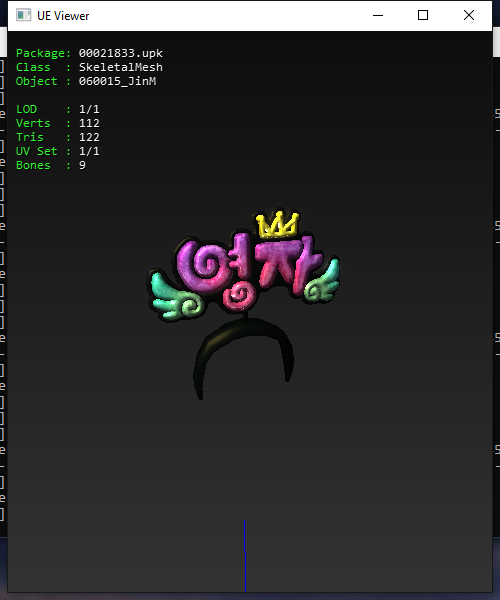 UE Viewer
Package: 00021833.upk
Class : SkeletalMesh
Object : 060015_JinM
LOD : 1/1
Verts : 112
Tris : 122
UV Set : 1/1
Bones : 9
영자